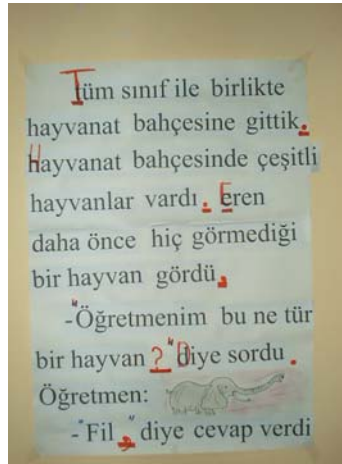 Tüm sınıf ile birlikte
hayvanat bahçesine gittik.
Hayvanat bahçesinde çeşitli
hayvanlar vardı. Eren
daha önce hiç görmediği
bir hayvan gördü.
-"Öğretmenim bu ne tür
bir hayvan ?" Diye sordu .
Öğretmen:
-"Fil," diye cevap verdi